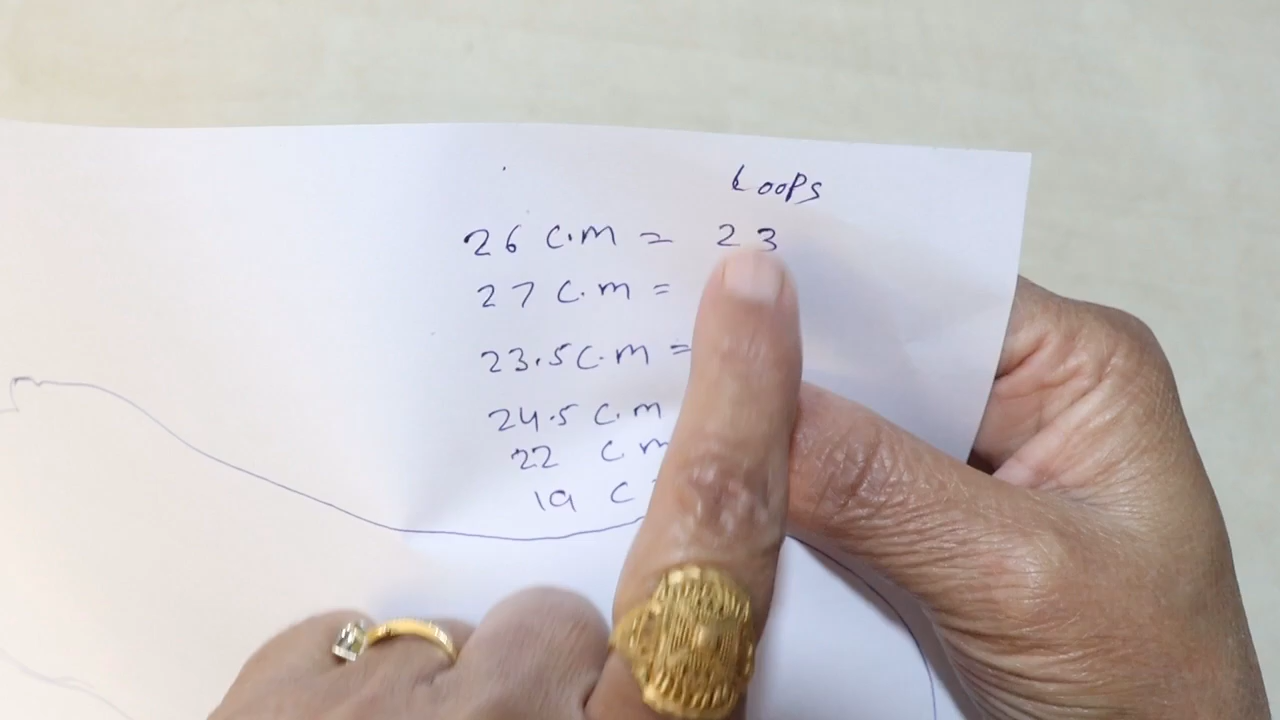 Loops
26 C.M = 23
27 C.m =
23.5 C.m =
24.5 C.m
22 C m
19 C